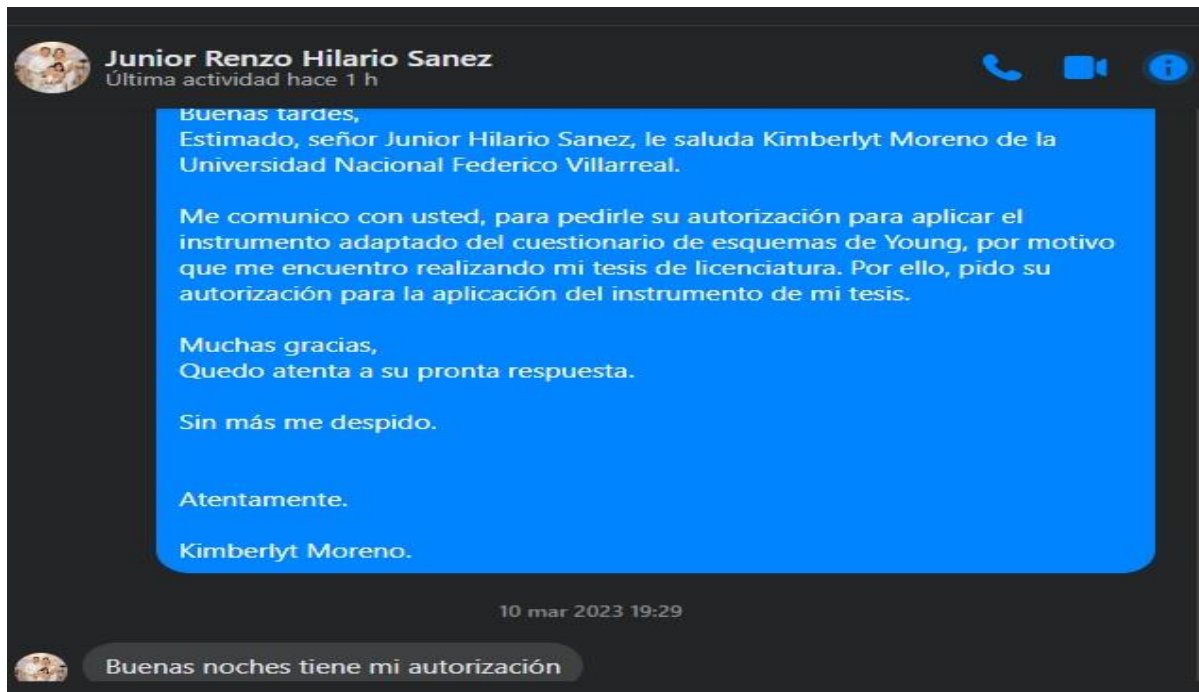 Junior Renzo Hilario Sanez
Última actividad hace 1 h
Buenas tardes,
Estimado, señor Junior Hilario Sanez, le saluda Kimberlyt Moreno de la
Universidad Nacional Federico Villarreal.
Me comunico con usted, para pedirle su autorización para aplicar el
instrumento adaptado del cuestionario de esquemas de Young, por motivo
que me encuentro realizando mi tesis de licenciatura. Por ello, pido su
autorización para la aplicación del instrumento de mi tesis.
Muchas gracias,
Quedo atenta a su pronta respuesta.
Sin más me despido.
Atentamente.
Kimberlyt Moreno.
10 mar 2023 19:29
Buenas noches tiene mi autorización